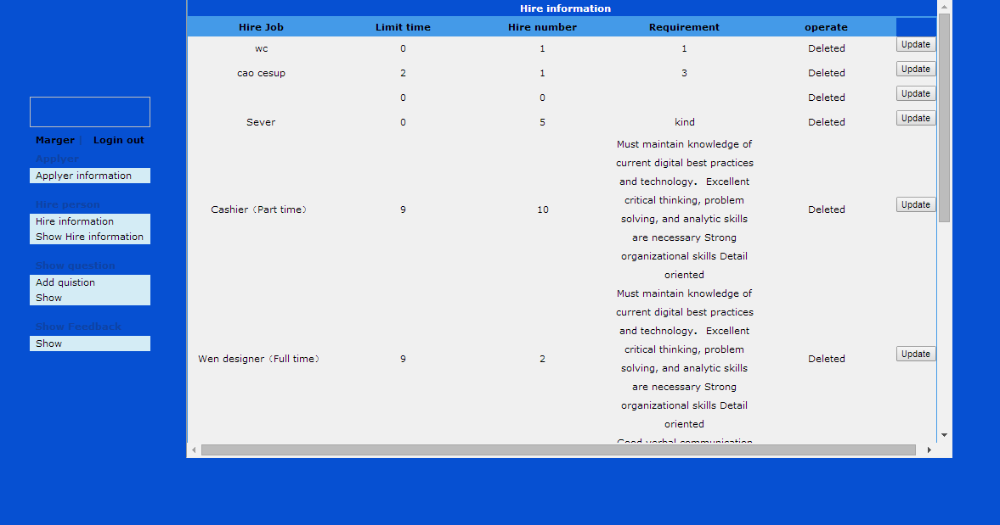 Hire information
Hire Job Limit time Hire number Requirement operate
wc 0 1 1 Deleted Update
cao cesup 2 1 3 Deleted Update
0 0 Deleted Update
Sever 0 5 kind Deleted Update
Must maintain knowledge of
current digital best practices
and technology. Excellent
critical thinking, problem
Cashier（Part time） 9 10 Deleted Update
solving, and analytic skills
are necessary Strong
organizational skills Detail
oriented
Must maintain knowledge of
current digital best practices
and technology. Excellent
critical thinking, problem
Wen designer（Full time） 9 2 Deleted Update
solving, and analytic skills
are necessary Strong
organizational skills Detail
oriented
Good verbal communication
Marger | Login out
Applyer
Applyer information
Hire person
Hire information
Show Hire information
Show question
Add quistion
Show
Show Feedback
Show